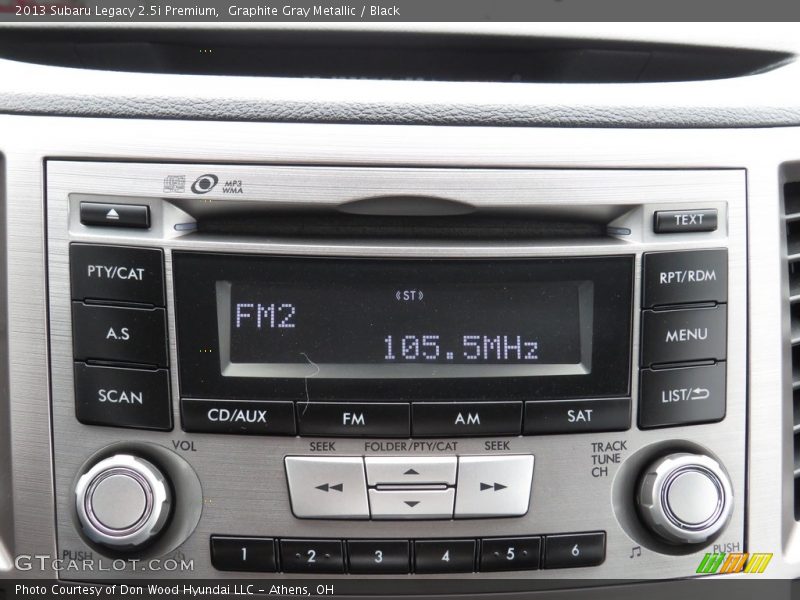 2013 Subaru Legacy 2.5i Premium,  Graphite Gray Metallic / Black
MP3
WMA
TEXT
PTY/CAT
RPT/RDM
FM2
(ST)
A.S
MENU
105.5MHz
SCAN
LIST/
CD/AUX
FM
AM
SAT
VOL
SEEK
FOLDER/PTY/CAT
SEEK
TRACK
TUNE
CH
1
2
3
4
5
6
PUSH
PUSH
GTCARLOT.COM
Photo Courtesy of Don Wood Hyundai LLC - Athens, OH